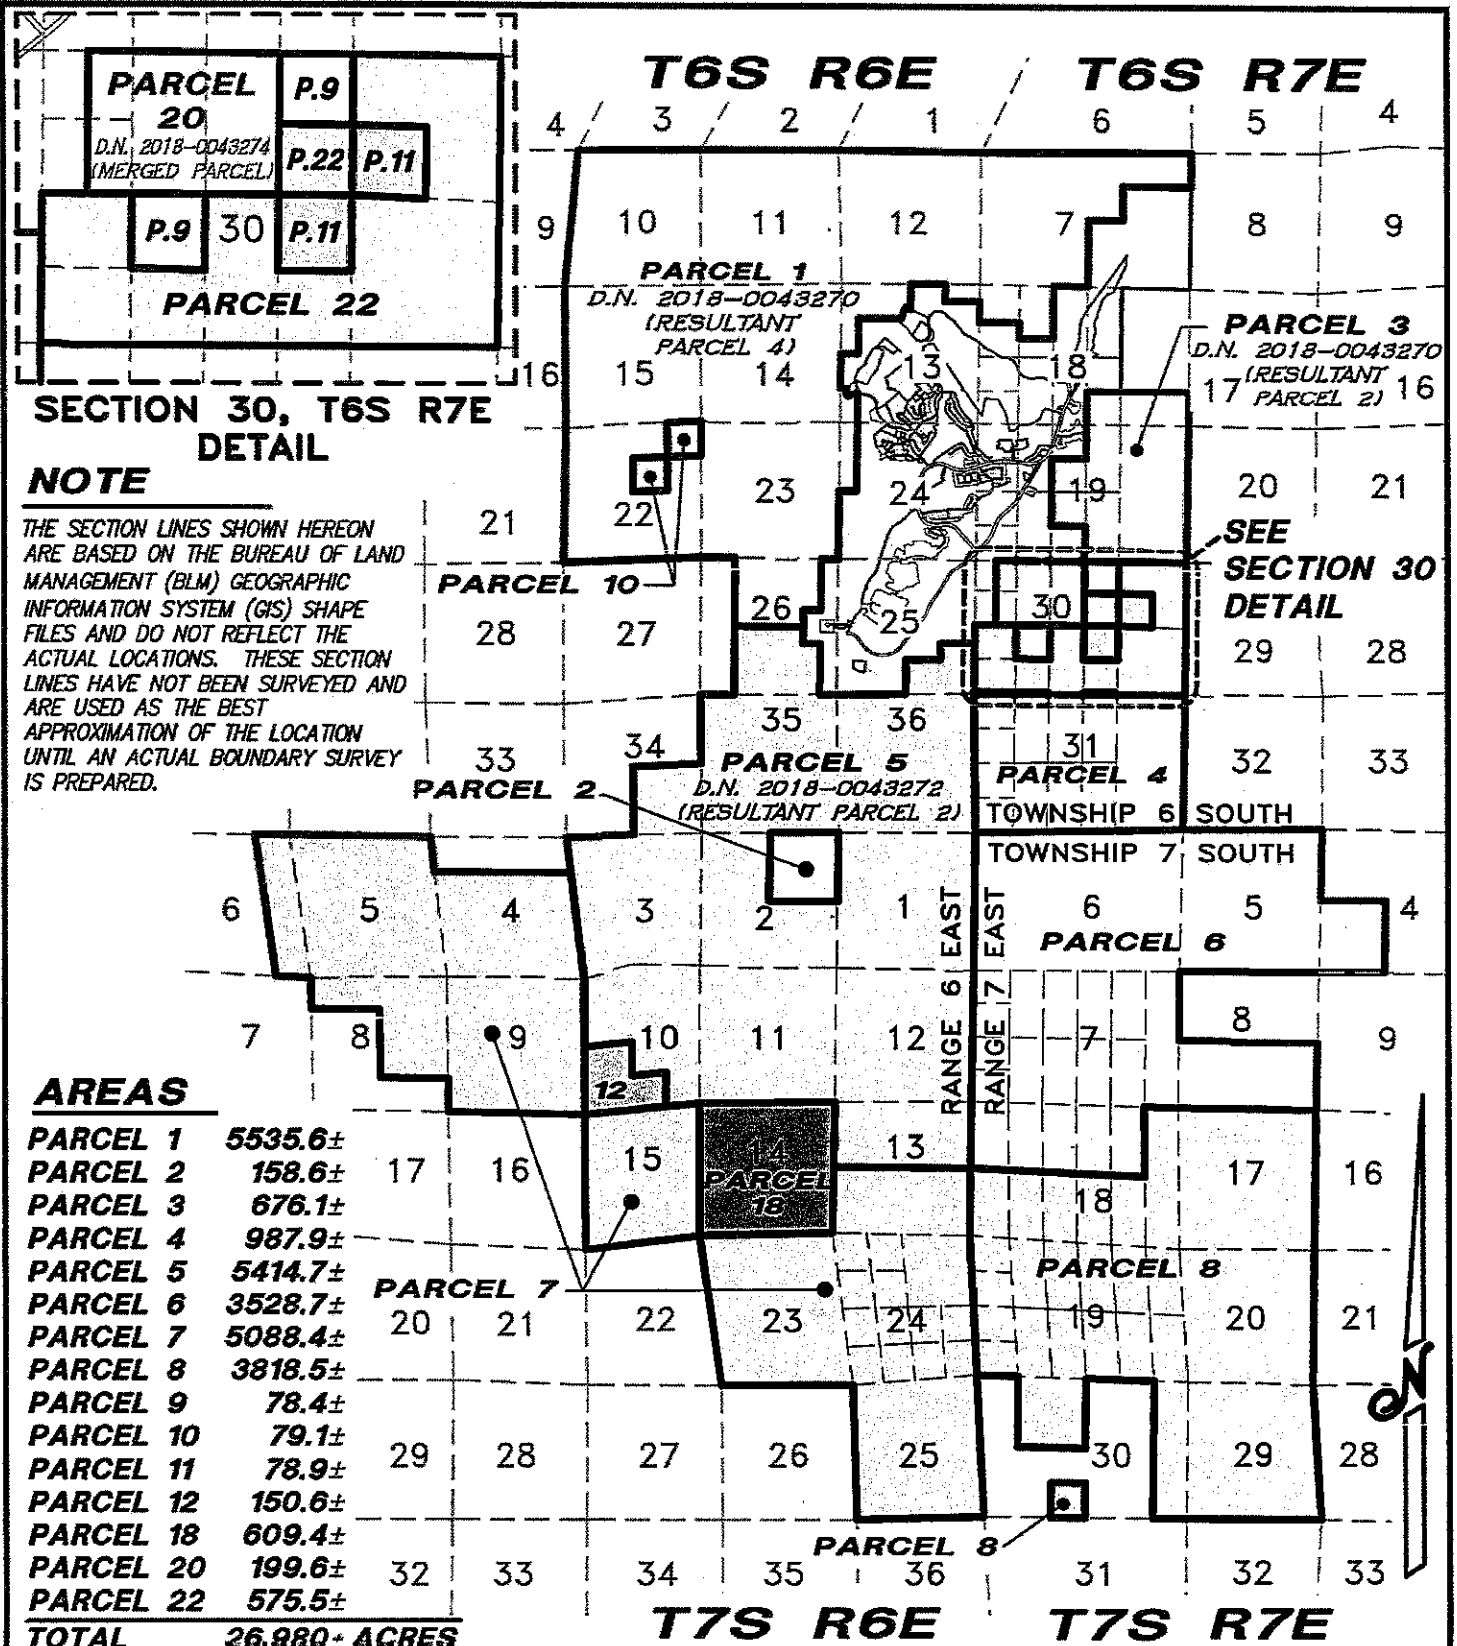 PARCEL
20
D.N. 2018-0043274
(MERGED PARCEL)
P.9
P.22
P.11
P.9
30
P.11
PARCEL 22
SECTION 30, T6S R7E
DETAIL
NOTE
THE SECTION LINES SHOWN HEREON
ARE BASED ON THE BUREAU OF LAND
MANAGEMENT (BLM) GEOGRAPHIC
INFORMATION SYSTEM (GIS) SHAPE
FILES AND DO NOT REFLECT THE
ACTUAL LOCATIONS. THESE SECTION
LINES HAVE NOT BEEN SURVEYED AND
ARE USED AS THE BEST
APPROXIMATION OF THE LOCATION
UNTIL AN ACTUAL BOUNDARY SURVEY
IS PREPARED.
T6S R6E / T6S R7E
4 3 2 1 6 5 4
9 10 11 12 7 8 9
PARCEL 1
D.N. 2018-0043270
(RESULTANT
PARCEL 4)
PARCEL 3
D.N. 2018-0043270
(RESULTANT
PARCEL 2)
16 15 14 13 18 17 16
21 22 23 24 19 20 21
PARCEL 10
SEE
SECTION 30
DETAIL
28 27 26 25 30 29 28
33 34 35 36 31 32 33
PARCEL 2
PARCEL 5
D.N. 2018-0043272
(RESULTANT PARCEL 2)
PARCEL 4
TOWNSHIP 6 SOUTH
TOWNSHIP 7 SOUTH
RANGE 6 EAST
RANGE 7 EAST
6 5 4 3 2 1 6 5 4
PARCEL 6
7 8 9 10 11 12 7 8 9
12
17 16 15 14 13 18 17 16
PARCEL
18
PARCEL 7
PARCEL 8
20 21 22 23 24 19 20 21
29 28 27 26 25 30 29 28
PARCEL 8
32 33 34 35 36 31 32 33
N
T7S R6E T7S R7E
AREAS
PARCEL 1 5535.6±
PARCEL 2 158.6±
PARCEL 3 676.1±
PARCEL 4 987.9±
PARCEL 5 5414.7±
PARCEL 6 3528.7±
PARCEL 7 5088.4±
PARCEL 8 3818.5±
PARCEL 9 78.4±
PARCEL 10 79.1±
PARCEL 11 78.9±
PARCEL 12 150.6±
PARCEL 18 609.4±
PARCEL 20 199.6±
PARCEL 22 575.5±
TOTAL 26,980± ACRES